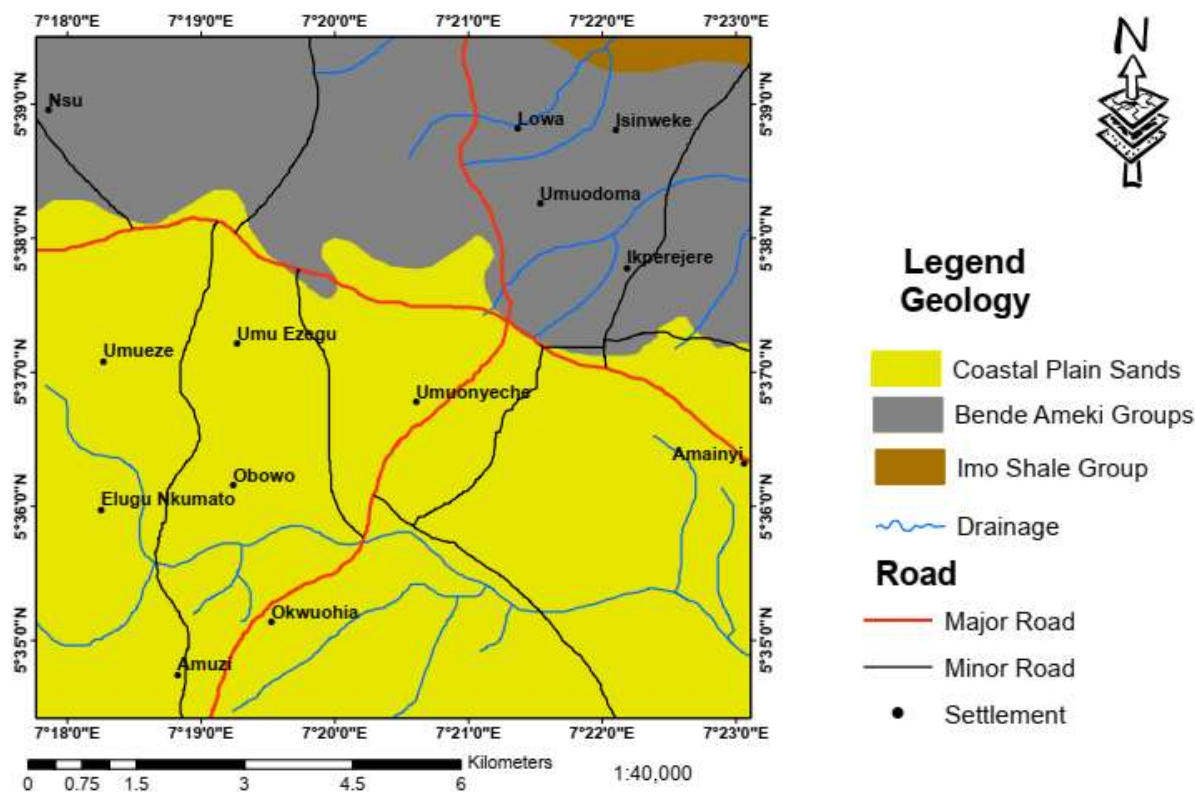 7°18'0"E 7°19'0"E 7°20'0"E 7°21'0"E 7°22'0"E 7°23'0"E
N
5°39'0"N
5°38'0"N
5°37'0"N
5°36'0"N
5°35'0"N
Nsu
Lowa
Isinweke
Umuodoma
Ikperejere
Umu Ezegu
Umueze
Umuonyeche
Amainyi
Obowo
Elugu Nkumato
Okwuohia
Amuzi
5°39'0"N
5°38'0"N
5°37'0"N
5°36'0"N
5°35'0"N
7°18'0"E 7°19'0"E 7°20'0"E 7°21'0"E 7°22'0"E 7°23'0"E
Kilometers
0 0.75 1.5 3 4.5 6
1:40,000
Legend
Geology
Coastal Plain Sands
Bende Ameki Groups
Imo Shale Group
Drainage
Road
Major Road
Minor Road
Settlement